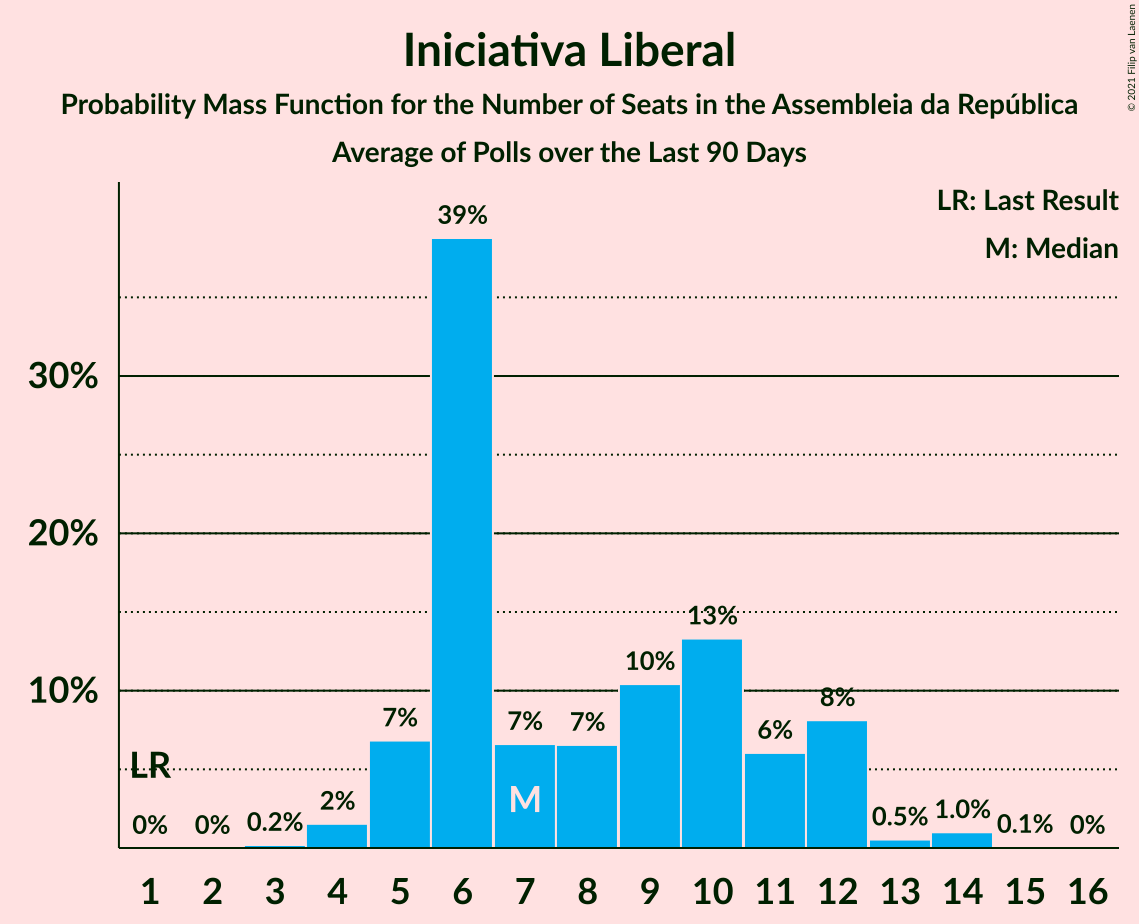 Iniciativa Liberal
Probability Mass Function for the Number of Seats in the Assembleia da República
Average of Polls over the Last 90 Days
© 2021 Filip van Laenen
LR: Last Result
M: Median
39%
30%
20%
13%
10%
10%
8%
7%
7%
7%
6%
LR
M
0%
0%
0.2%
2%
0.5%
1.0%
0.1%
0%
1 2 3 4 5 6 7 8 9 10 11 12 13 14 15 16